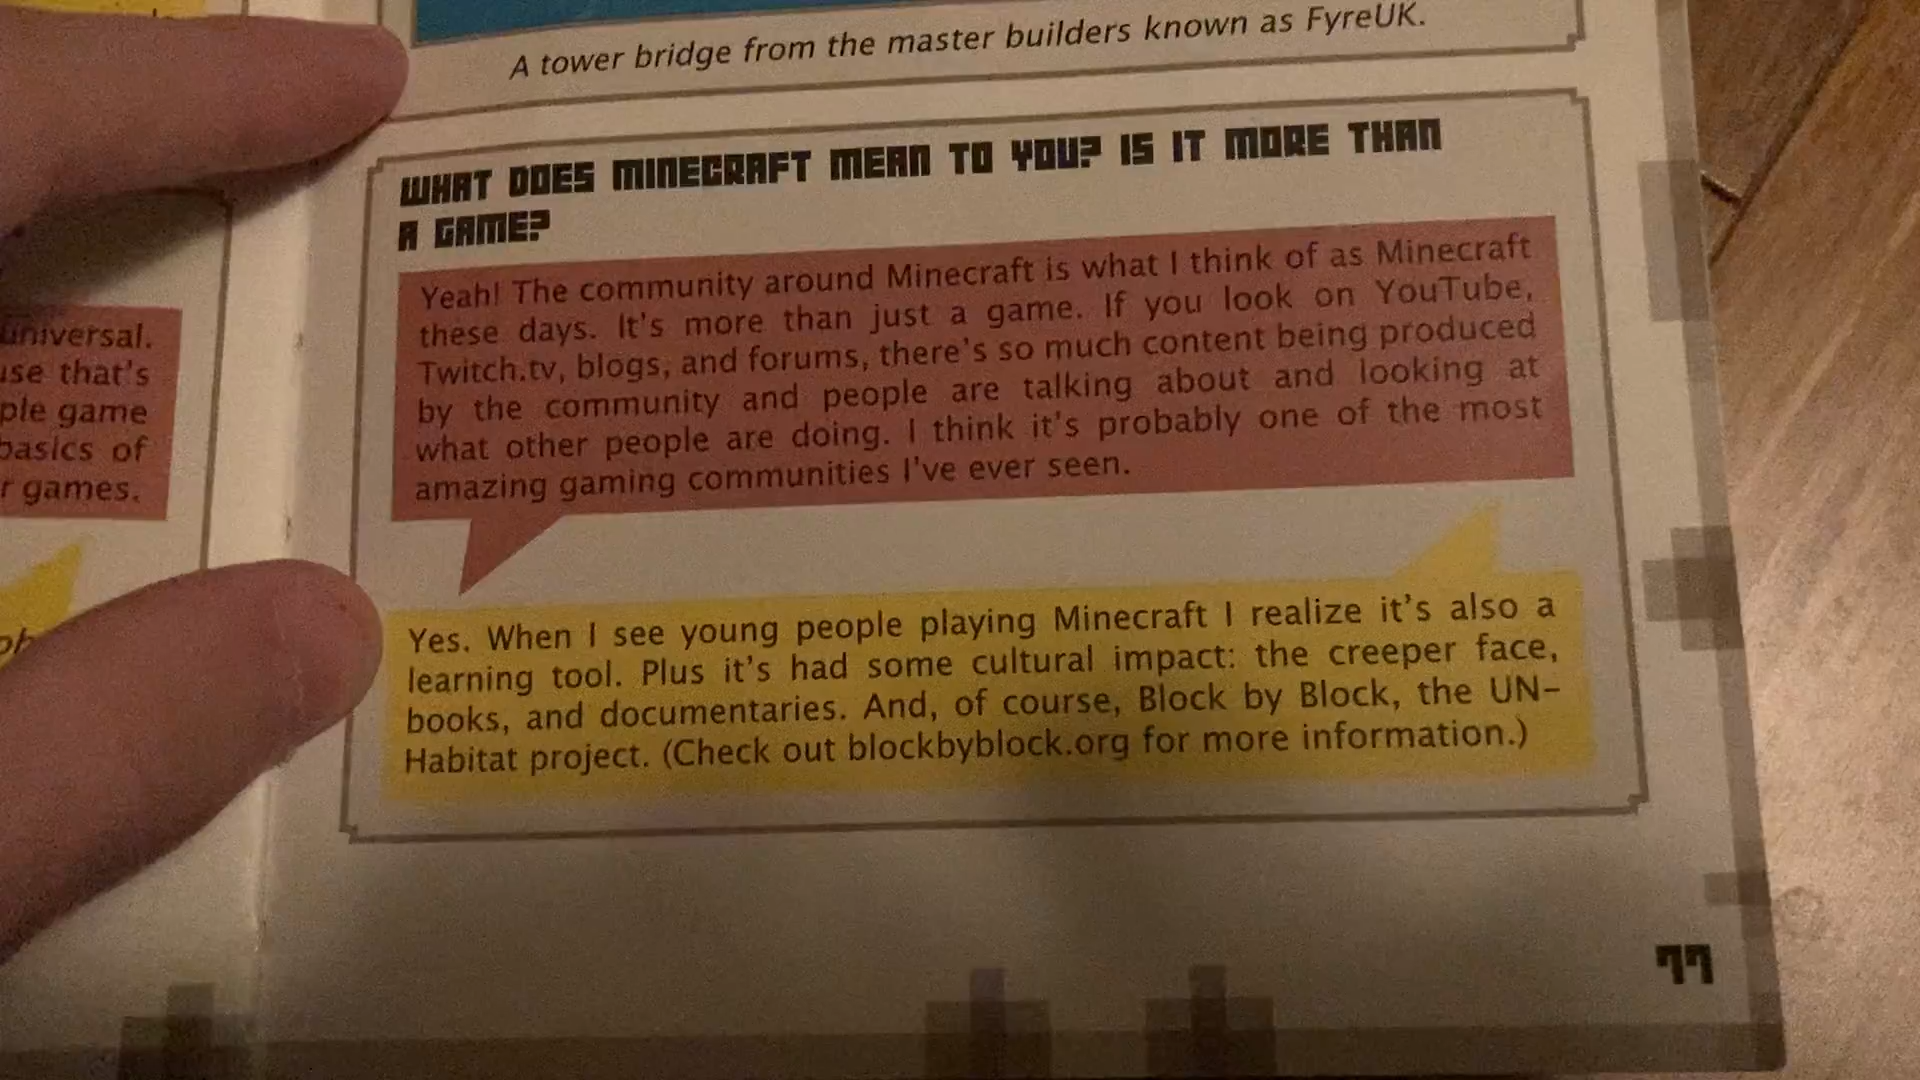 A tower bridge from the master builders known as FyreUK.
WHAT DOES MINECRAFT MEAN TO YOU? IS IT MORE THAN
A GAME?
Yeah! The community around Minecraft is what I think of as Minecraft
these days. It's more than just a game. If you look on YouTube,
Twitch.tv, blogs, and forums, there's so much content being produced
by the community and people are talking about and looking at
what other people are doing. I think it's probably one of the most
amazing gaming communities I've ever seen.
Yes. When I see young people playing Minecraft I realize it's also a
learning tool. Plus it's had some cultural impact: the creeper face,
books, and documentaries. And, of course, Block by Block, the UN-
Habitat project. (Check out blockbyblock.org for more information.)
universal.
that's
game
basics of
games.
77